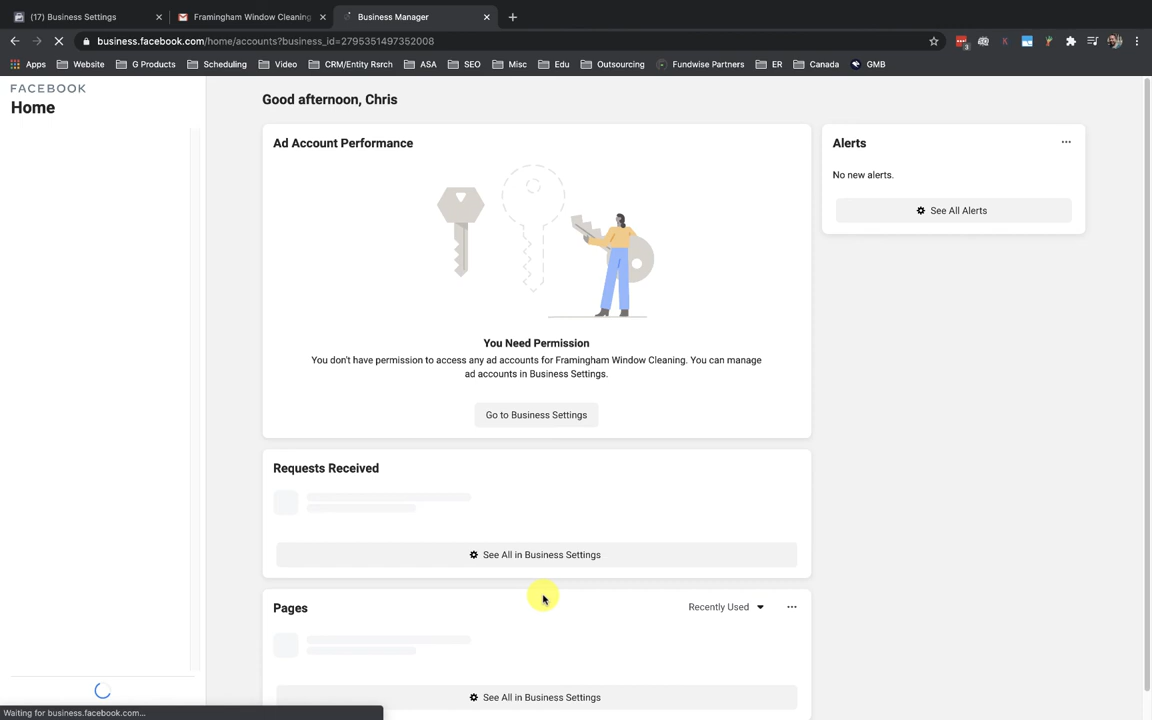 (17) Business Settings
Framingham Window Cleaning
Business Manager
business.facebook.com/home/accounts?business_id=2795351497352008
3
K
Apps
Website
G Products
Scheduling
Video
CRM/Entity Rsrch
ASA
SEO
Misc
Edu
Outsourcing
Fundwise Partners
ER
Canada
GMB
FACEBOOK
Home
Good afternoon, Chris
Ad Account Performance
You Need Permission
You don't have permission to access any ad accounts for Framingham Window Cleaning. You can manage
ad accounts in Business Settings.
Go to Business Settings
Alerts
No new alerts.
See All Alerts
Requests Received
See All in Business Settings
Pages
Recently Used
See All in Business Settings
Waiting for business.facebook.com...